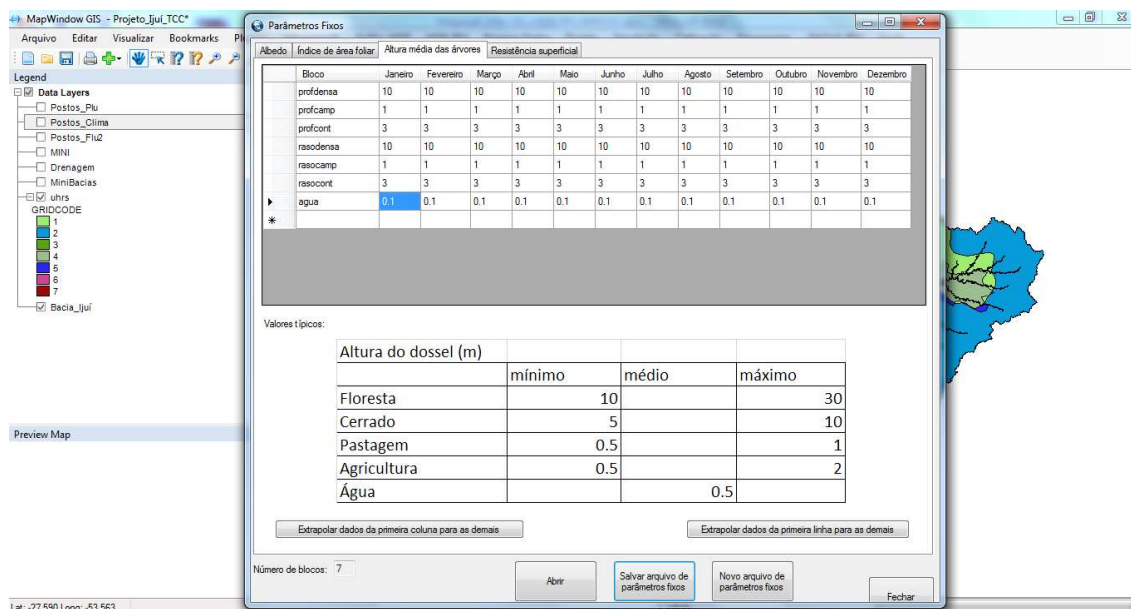 MapWindow GIS - Projeto_Ijuí_TCC*
Arquivo Editar Visualizar Bookmarks
Legend
Data Layers
Postos_Plu
Postos_Clima
Postos_Flu2
MINI
Drenagem
MiniBacias
uhrs
GRIDCODE
1
2
3
4
5
6
7
Bacia_Ijuí
Preview Map
Lat: -27.590 Long: -53.563
Parâmetros Fixos
Albedo Índice de área foliar Altura média das árvores Resistência superficial
Bloco Janeiro Fevereiro Março Abril Maio Junho Julho Agosto Setembro Outubro Novembro Dezembro
profdensa 10 10 10 10 10 10 10 10 10 10 10 10
profcamp 1 1 1 1 1 1 1 1 1 1 1 1
profcont 3 3 3 3 3 3 3 3 3 3 3 3
rasodensa 10 10 10 10 10 10 10 10 10 10 10 10
rasocamp 1 1 1 1 1 1 1 1 1 1 1 1
rasocont 3 3 3 3 3 3 3 3 3 3 3 3
agua 0.1 0.1 0.1 0.1 0.1 0.1 0.1 0.1 0.1 0.1 0.1 0.1
Valores típicos:
Altura do dossel (m)
mínimo médio máximo
Floresta 10 30
Cerrado 5 10
Pastagem 0.5 1
Agricultura 0.5 2
Água 0.5
Extrapolar dados da primeira coluna para as demais Extrapolar dados da primeira linha para as demais
Número de blocos: 7
Abrir
Salvar arquivo de
parâmetros fixos
Novo arquivo de
parâmetros fixos
Fechar